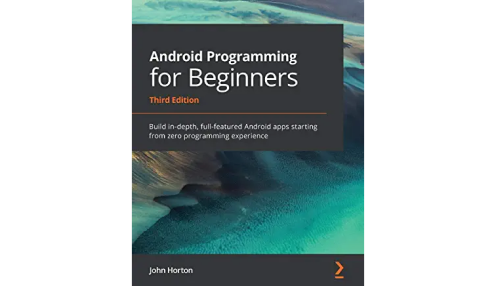 Android Programming
for Beginners
Third Edition
Build in-depth, full-featured Android apps starting
from zero programming experience
John Horton